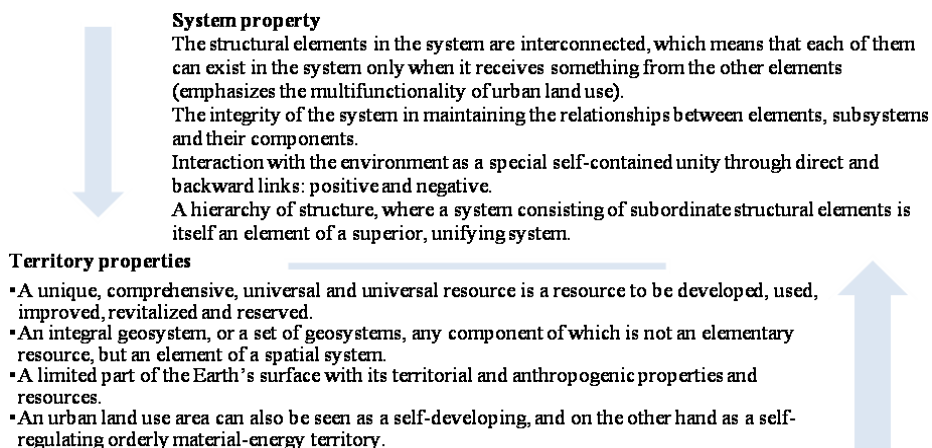 System property
The structural elements in the system are interconnected, which means that each of them
can exist in the system only when it receives something from the other elements
(emphasizes the multifunctionality of urban land use).
The integrity of the system in maintaining the relationships between elements, subsystems
and their components.
Interaction with the environment as a special self-contained unity through direct and
backward links: positive and negative.
A hierarchy of structure, where a system consisting of subordinate structural elements is
itself an element of a superior, unifying system.
Territory properties
▪A unique, comprehensive, universal and universal resource is a resource to be developed, used,
improved, revitalized and reserved.
▪An integral geosystem, or a set of geosystems, any component of which is not an elementary
resource, but an element of a spatial system.
▪A limited part of the Earth's surface with its territorial and anthropogenic properties and
resources.
▪An urban land use area can also be seen as a self-developing, and on the other hand as a self-
regulating orderly material-energy territory.